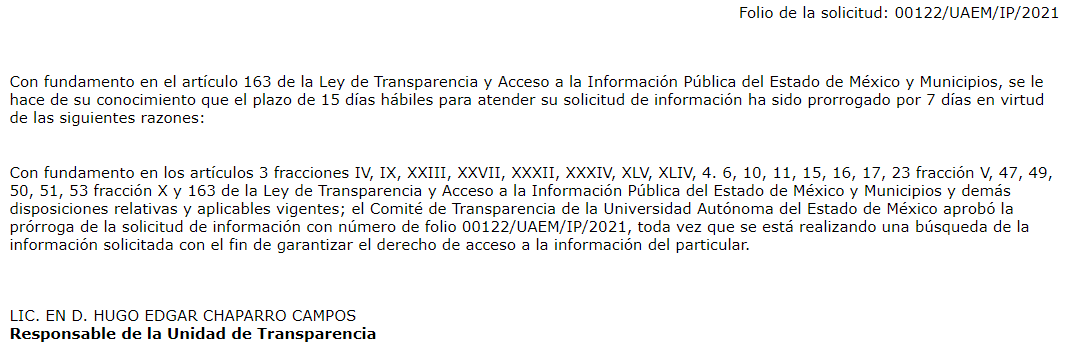 Folio de la solicitud: 00122/UAEM/IP/2021
Con fundamento en el artículo 163 de la Ley de Transparencia y Acceso a la Información Pública del Estado de México y Municipios, se le
hace de su conocimiento que el plazo de 15 días hábiles para atender su solicitud de información ha sido prorrogado por 7 días en virtud
de las siguientes razones:
Con fundamento en los artículos 3 fracciones IV, IX, XXIII, XXVII, XXXII, XXXIV, XLV, XLIV, 4. 6, 10, 11, 15, 16, 17, 23 fracción V, 47, 49,
50, 51, 53 fracción X y 163 de la Ley de Transparencia y Acceso a la Información Pública del Estado de México y Municipios y demás
disposiciones relativas y aplicables vigentes; el Comité de Transparencia de la Universidad Autónoma del Estado de México aprobó la
prórroga de la solicitud de información con número de folio 00122/UAEM/IP/2021, toda vez que se está realizando una búsqueda de la
información solicitada con el fin de garantizar el derecho de acceso a la información del particular.
LIC. EN D. HUGO EDGAR CHAPARRO CAMPOS
Responsable de la Unidad de Transparencia